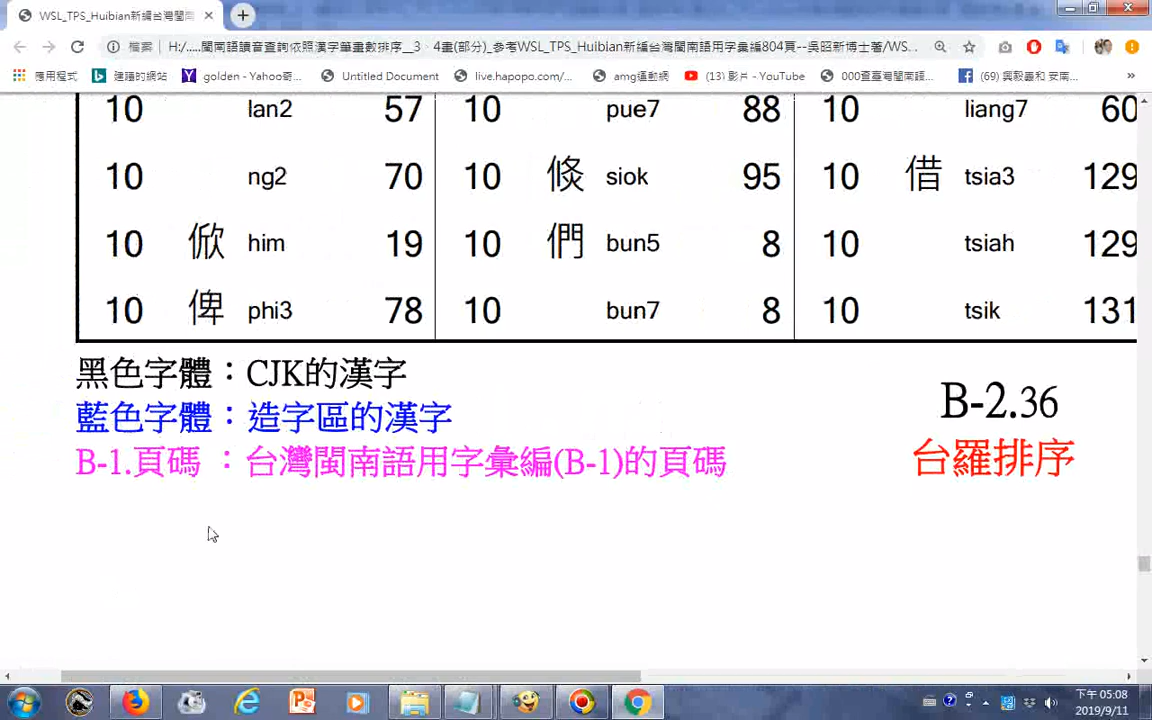 WSL_TPS_Huibian新編台灣閩南
檔案 H:/.....閩南語讀音查詢依照漢字筆畫數排序__3‧4畫(部分)_參考WSL_TPS_Huibian新編台灣閩南語用字彙編804頁--吳昭新博士著/WS...
應用程式 建議的網站 golden - Yahoo奇... Untitled Document live.hapopo.com/... amg運動網 (13) 影片 - YouTube 000查臺灣閩南語... (69) 興毅嘉和 安南... »
10 lan2 57 10 pue7 88 10 liang7 60
10 ng2 70 10 倏 siok 95 10 借 tsia3 129
10 俽 him 19 10 們 bun5 8 10 tsiah 129
10 俾 phi3 78 10 bun7 8 10 tsik 131
黑色字體：CJK的漢字
藍色字體：造字區的漢字
B-1.頁碼 ：台灣閩南語用字彙編(B-1)的頁碼
B-2.36
台羅排序
下午 05:08
2019/9/11